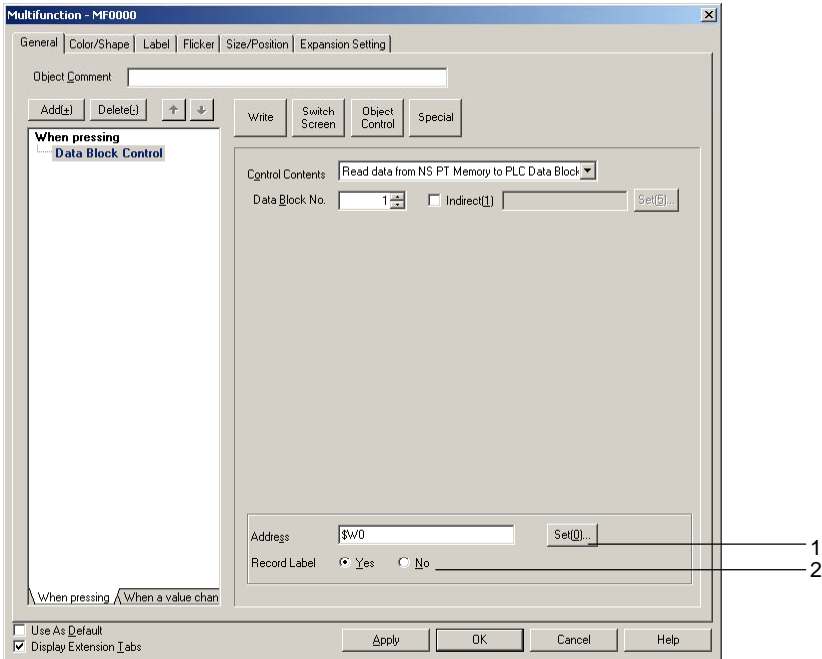 Multifunction - MF0000
General Color/Shape Label Flicker Size/Position Expansion Setting
Object Comment
Add(+) Delete(-)
Write Switch Screen Object Control Special
When pressing
Data Block Control
Control Contents Read data from NS PT Memory to PLC Data Block
Data Block No. 1 Indirect(1) Set(5)...
Address $W0 Set(0)...
1
Record Label Yes No
2
When pressing When a value chan
Use As Default
Display Extension Tabs
Apply OK Cancel Help